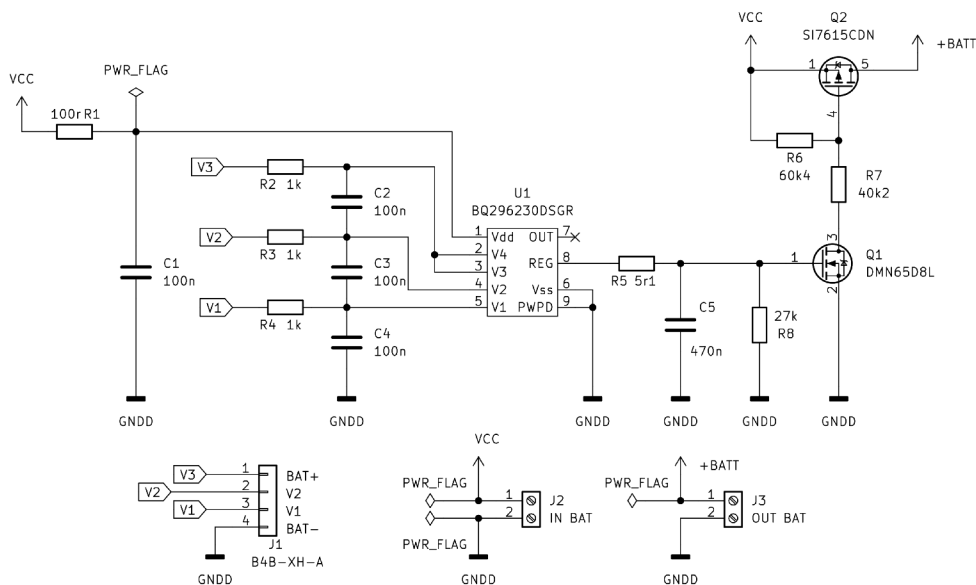 VCC
Q2
SI7615CDN
+BATT
PWR_FLAG
VCC
1
5
100rR1
4
R6
60k4
R7
40k2
V3
R2 1k
C2
100n
U1
BQ296230DSGR
V2
R3 1k
1 Vdd OUT 7
2 V4
3 V3 REG 8
4 V2 Vss 6
5 V1 PWPD 9
3
1
2
Q1
DMN65D8L
C1
100n
C3
100n
R5 5r1
V1
R4 1k
C4
100n
C5
470n
27k
R8
GNDD
GNDD
GNDD
GNDD
GNDD
GNDD
VCC
+BATT
V3 1 BAT+
V2 2 V2
V1 3 V1
4 BAT-
J1
B4B-XH-A
GNDD
PWR_FLAG
1 J2
2 IN BAT
PWR_FLAG
GNDD
PWR_FLAG
1 J3
2 OUT BAT
GNDD